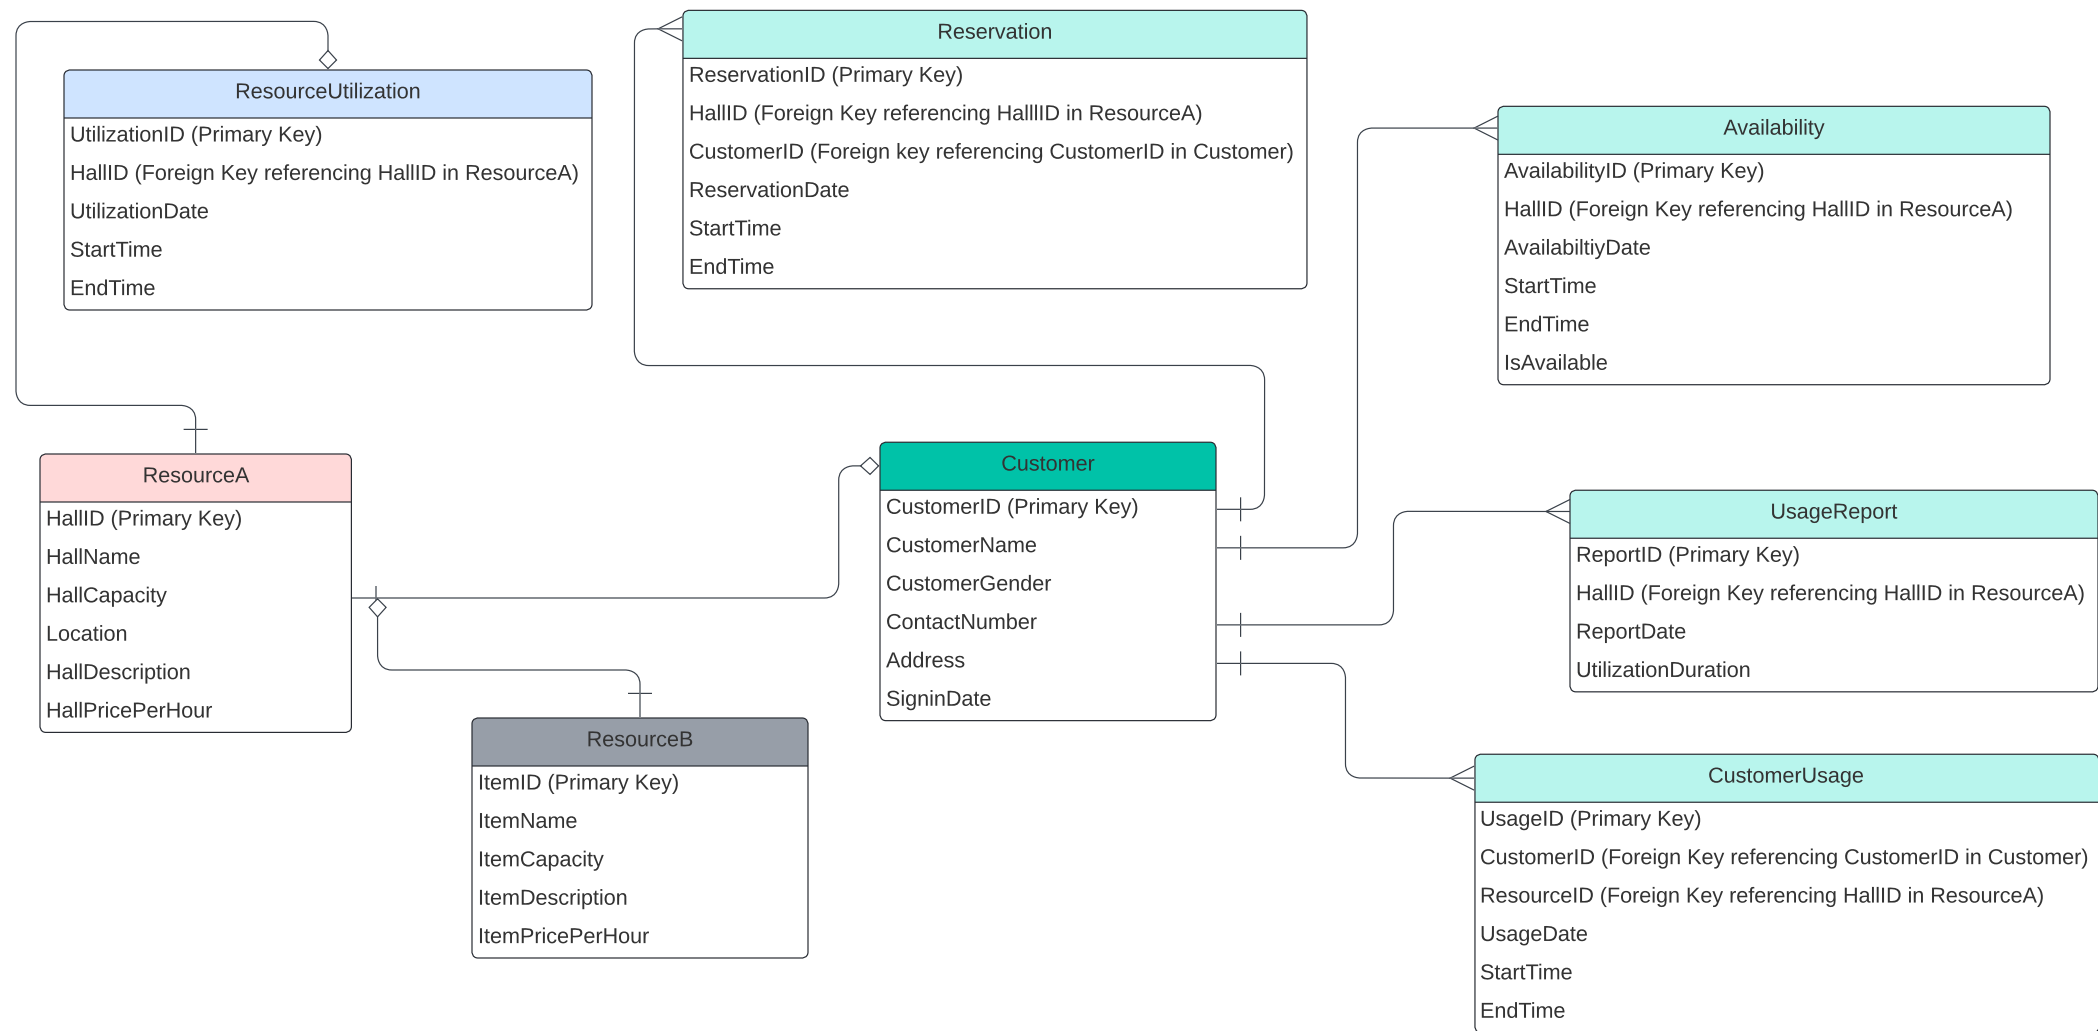 ResourceUtilization
UtilizationID (Primary Key)
HallID (Foreign Key referencing HallID in ResourceA)
UtilizationDate
StartTime
EndTime
Reservation
ReservationID (Primary Key)
HallID (Foreign Key referencing HalllID in ResourceA)
CustomerID (Foreign key referencing CustomerID in Customer)
ReservationDate
StartTime
EndTime
Availability
AvailabilityID (Primary Key)
HallID (Foreign Key referencing HallID in ResourceA)
AvailabiltiyDate
StartTime
EndTime
IsAvailable
ResourceA
HallID (Primary Key)
HallName
HallCapacity
Location
HallDescription
HallPricePerHour
Customer
CustomerID (Primary Key)
CustomerName
CustomerGender
ContactNumber
Address
SigninDate
UsageReport
ReportID (Primary Key)
HallID (Foreign Key referencing HallID in ResourceA)
ReportDate
UtilizationDuration
ResourceB
ItemID (Primary Key)
ItemName
ItemCapacity
ItemDescription
ItemPricePerHour
CustomerUsage
UsageID (Primary Key)
CustomerID (Foreign Key referencing CustomerID in Customer)
ResourceID (Foreign Key referencing HallID in ResourceA)
UsageDate
StartTime
EndTime